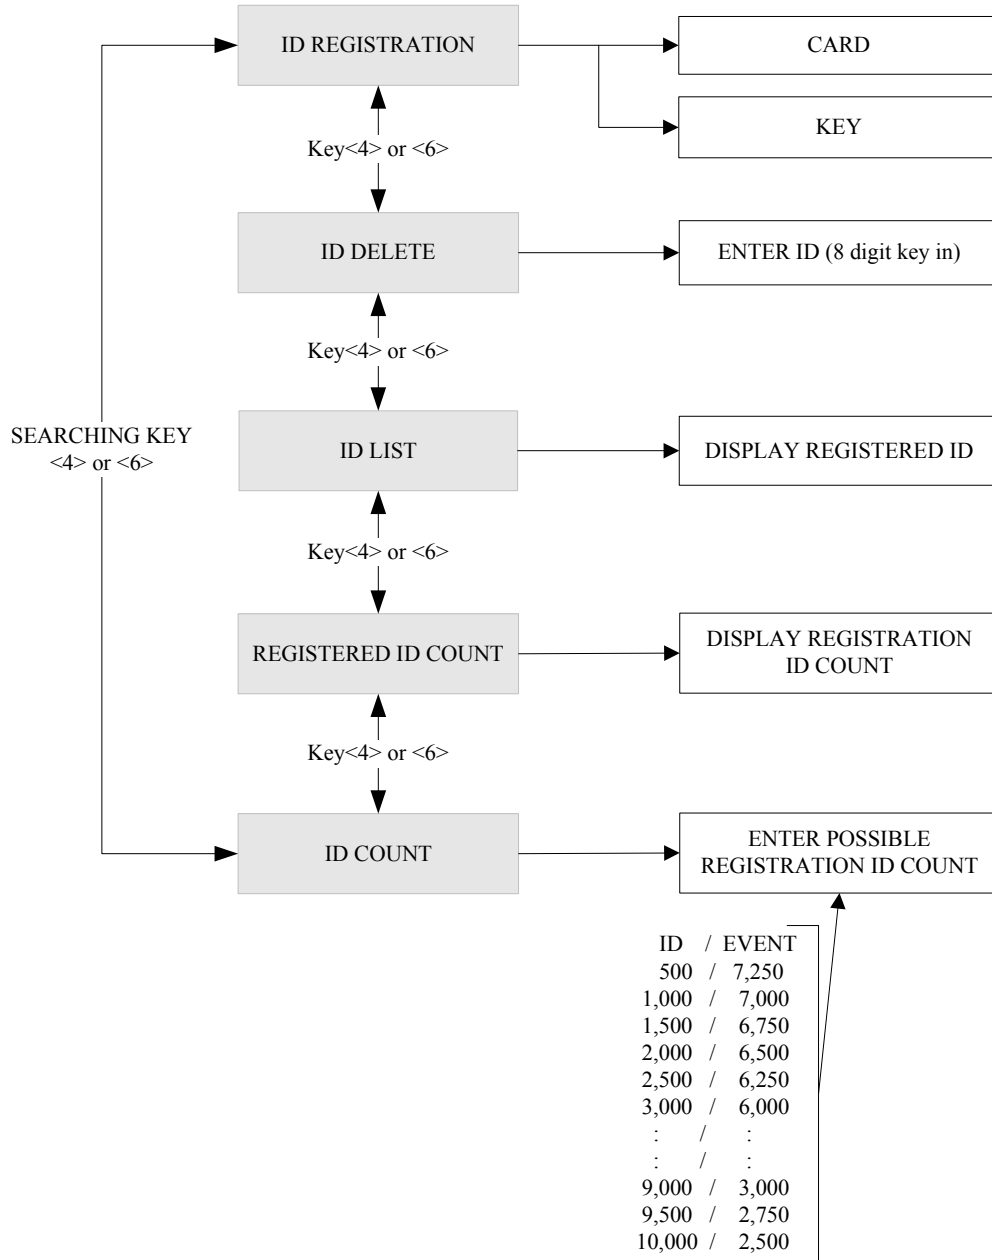 ID REGISTRATION
CARD
KEY
Key<4> or <6>
ID DELETE
ENTER ID (8 digit key in)
Key<4> or <6>
SEARCHING KEY
<4> or <6>
ID LIST
DISPLAY REGISTERED ID
Key<4> or <6>
REGISTERED ID COUNT
DISPLAY REGISTRATION
ID COUNT
Key<4> or <6>
ID COUNT
ENTER POSSIBLE
REGISTRATION ID COUNT
ID / EVENT
500 / 7,250
1,000 / 7,000
1,500 / 6,750
2,000 / 6,500
2,500 / 6,250
3,000 / 6,000
: / :
: / :
9,000 / 3,000
9,500 / 2,750
10,000 / 2,500